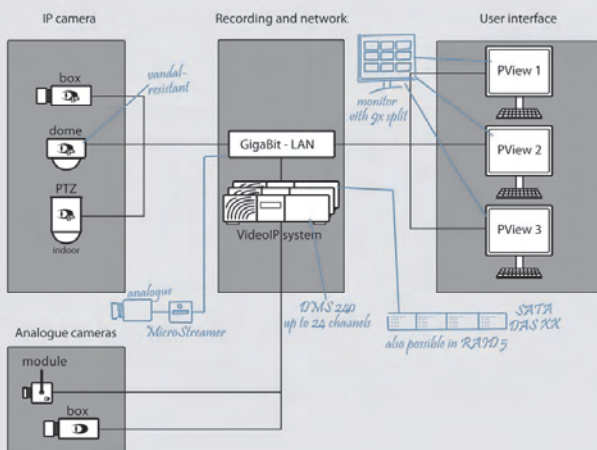 IP camera
Recording and network
User interface
box
vandal-
resistant
dome
PTZ
indoor
GigaBit - LAN
VideoIP system
monitor
with 9x split
PView 1
PView 2
PView 3
analogue
MicroStreamer
DMS 240
up to 24 channels
SATA
DAS XX
also possible in RAID 5
Analogue cameras
module
box